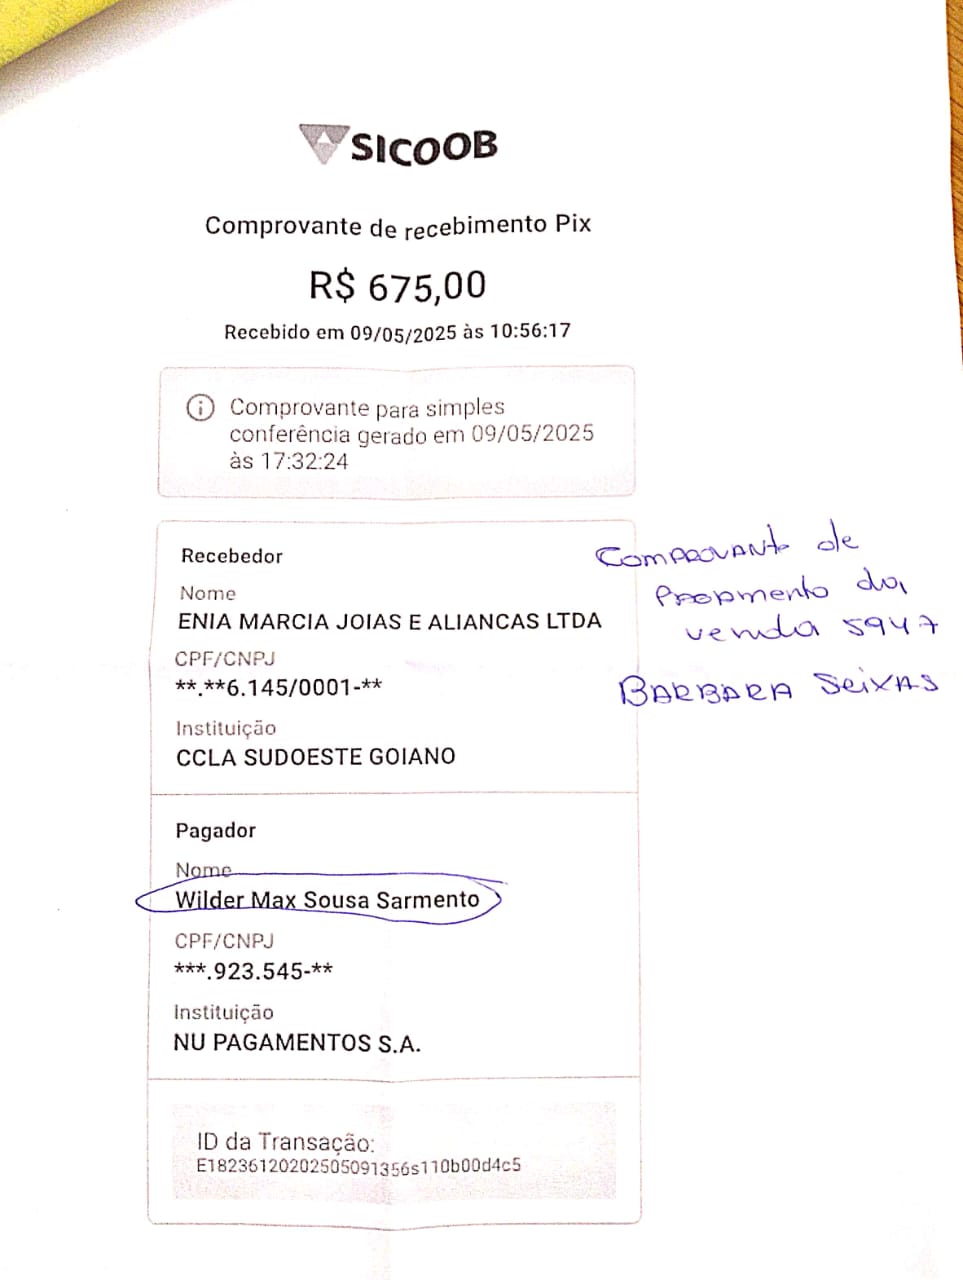 SICOOB
Comprovante de recebimento Pix
R$ 675,00
Recebido em 09/05/2025 às 10:56:17
Comprovante para simples
conferência gerado em 09/05/2025
às 17:32:24
Recebedor
Nome
ENIA MARCIA JOIAS E ALIANCAS LTDA
CPF/CNPJ
**.**6.145/0001-**
Instituição
CCLA SUDOESTE GOIANO
Comprovant de
da
venda 5947
Barbara Seixas
Pagador
Nome
Wilder Max Sousa Sarmento
CPF/CNPJ
***.923.545-**
Instituição
NU PAGAMENTOS S.A.
ID da Transação:
E18236120202505091356s110b00d4c5